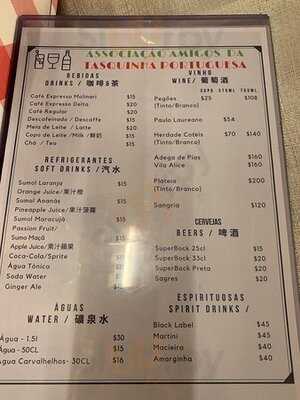 ASSOCIAÇÃO AMIGOS DA
TASQUINHA PORTUGUESA
BEBIDAS
DRINKS / 咖啡&茶
Café Expresso Molinari $15
Café Expresso Delta $20
Café Regular $20
Descafeinado / Decaffe $15
Meia de Leite / Latte $20
Copo de Leite /Milk /鮮奶 $15
Chá / Tea $15
REFRIGERANTES
SOFT DRINKS / 汽水
Sumol Laranja $15
Orange Juice/果汁橙
Sumol Ananás $15
Pineapple Juice/果汁菠蘿
Sumol Maracujá $15
Passion Fruit/
Sumo Maçã $15
Apple Juice/果汁蘋果
Coca-Cola/Sprite $15
Água Tónica $15
Soda Water $15
Ginger Ale
ÁGUAS
WATER / 礦泉水
Água - 1,5l $30
Água - 50CL $15
Água Carvalhelhos- 30CL $16
VINHO
WINE/ 葡萄酒
COPO 375ML 750ML
Pegões $25 $108
(Tinto/Branco)
Paulo Laureano $54
Herdade Cotéis $70 $140
(Tinto/Branco)
Adega de Pias $160
Vila Alice $160
Plateia $200
(Tinto/Branco)
Sangria $120
CERVEJAS
BEERS / 啤酒
SuperBock 25cl $15
SuperBock 33cl $20
SuperBock Preta $20
Sagres $20
ESPIRITUOSAS
SPIRIT DRINKS /
Black Label $45
Martini $45
Macieira $40
Amarginha $40